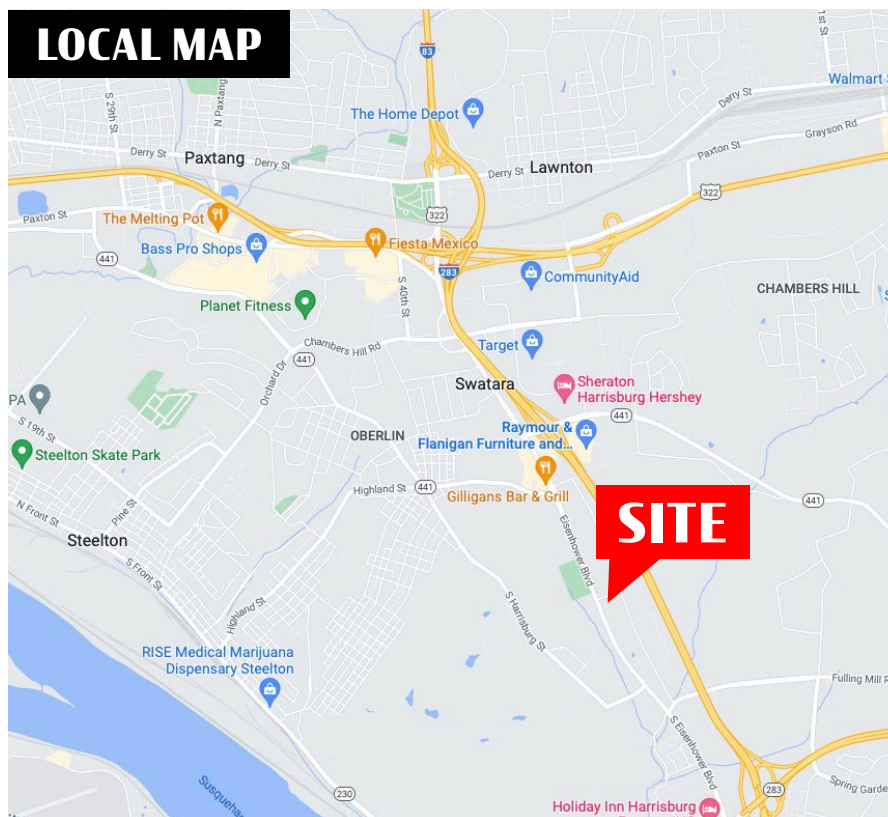 LOCAL MAP
83
1st St
Walmart S
S 29th St
N Paxtang
The Home Depot
Derry St
Grayson Rd
Derry St
Paxtang
Derry St
Lawnton
Derry St
Paxton St
322
Paxton St
The Melting Pot
322
Bass Pro Shops
Fiesta Mexico
441
283
CommunityAid
S 40th St
CHAMBERS HILL
Planet Fitness
Chambers Hill Rd
Target
441
Orchard Dr
Swatara
Sheraton
Harrisburg Hershey
PA
441
S 19th St
OBERLIN
Raymour &
Flanigan Furniture and...
Steelton Skate Park
Highland St
441
Gilligans Bar & Grill
441
N Front St
Pine St
SITE
Steelton
Eisenhower Blvd
S Front St
Highland St
S Harrisburg St
RISE Medical Marijuana
Dispensary Steelton
Fulling Mill R
S Eisenhower Blvd
Susqueha
230
283
Spring Garde
Holiday Inn Harrisburg